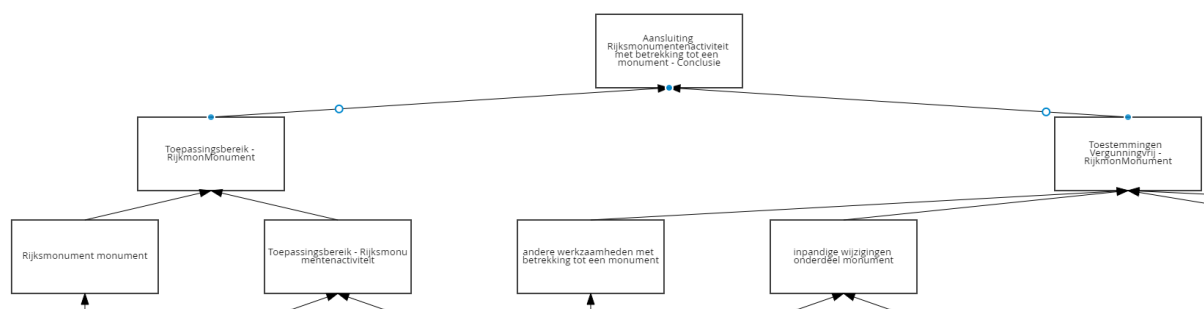 Aansluiting
Rijksmonumentenactiviteit
met betrekking tot een
monument - Conclusie
Toepassingsbereik -
RijkmonMonument
Toestemmingen
Vergunningvrij -
RijkmonMonument
Rijksmonument monument
Toepassingsbereik - Rijksmonu
mentenactiviteit
andere werkzaamheden met
betrekking tot een monument
inpandige wijzigingen
onderdeel monument